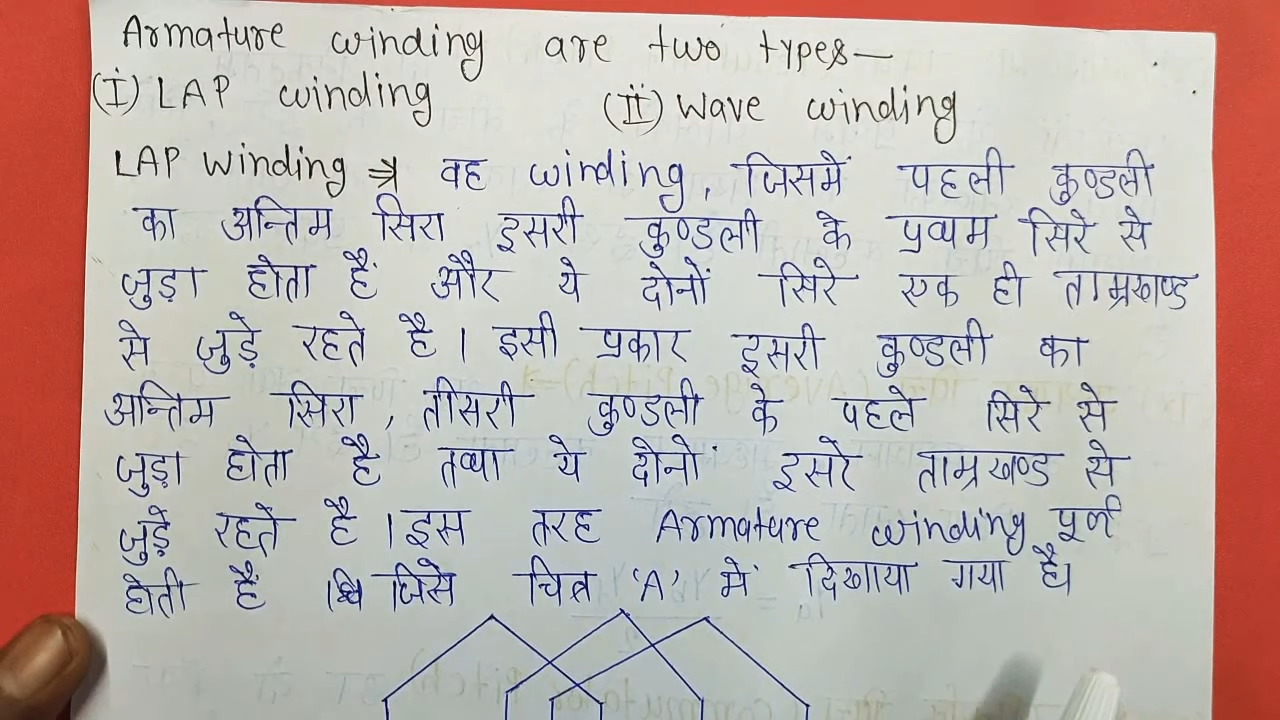 Armature winding are two types—
(I) LAP winding (II) Wave winding
LAP Winding ⇒ वह winding, जिसमें पहली कुण्डली
का अन्तिम सिरा दूसरी कुण्डली के प्रथम सिरे से
जुड़ा होता हैं और ये दोनों सिरे एक ही ताम्रखण्ड
से जुड़े रहते है। इसी प्रकार दूसरी कुण्डली का
अन्तिम सिरा, तीसरी कुण्डली के पहले सिरे से
जुड़ा होता है तथा ये दोनों दूसरे ताम्रखण्ड से
जुड़े रहते है। इस तरह Armature winding पूर्ण
होती हैं जिसे चित्र 'A' में दिखाया गया है।